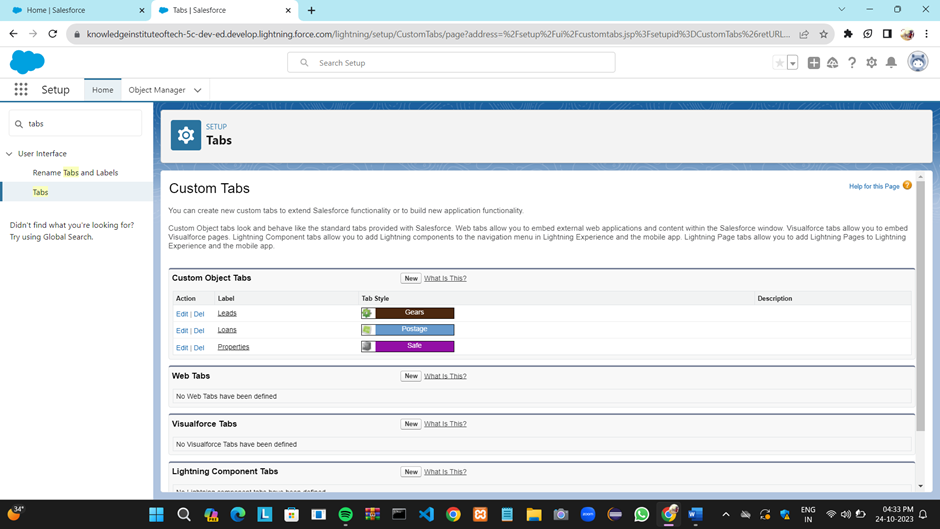 Home | Salesforce
Tabs | Salesforce
knowledgeinstituteoftech-5c-dev-ed.develop.lightning.force.com/lightning/setup/CustomTabs/page?address=%2Fsetup%2Fui%2Fcustomtabs.jsp%3Fsetupid%3DCustomTabs%26retURL...
Search Setup
Setup
Home
Object Manager
tabs
User Interface
Rename Tabs and Labels
Tabs
Didn't find what you're looking for?
Try using Global Search.
SETUP
Tabs
Custom Tabs
Help for this Page
You can create new custom tabs to extend Salesforce functionality or to build new application functionality.
Custom Object tabs look and behave like the standard tabs provided with Salesforce. Web tabs allow you to embed external web applications and content within the Salesforce window. Visualforce tabs allow you to embed
Visualforce pages. Lightning Component tabs allow you to add Lightning components to the navigation menu in Lightning Experience and the mobile app. Lightning Page tabs allow you to add Lightning Pages to Lightning
Experience and the mobile app.
Custom Object Tabs New What Is This?
Action Label Tab Style Description
Edit | Del Leads Gears
Edit | Del Loans Postage
Edit | Del Properties Safe
Web Tabs New What Is This?
No Web Tabs have been defined
Visualforce Tabs New What Is This?
No Visualforce Tabs have been defined
Lightning Component Tabs New What Is This?
No Lightning component tabs have been defined
34°
ENG
IN
04:33 PM
24-10-2023